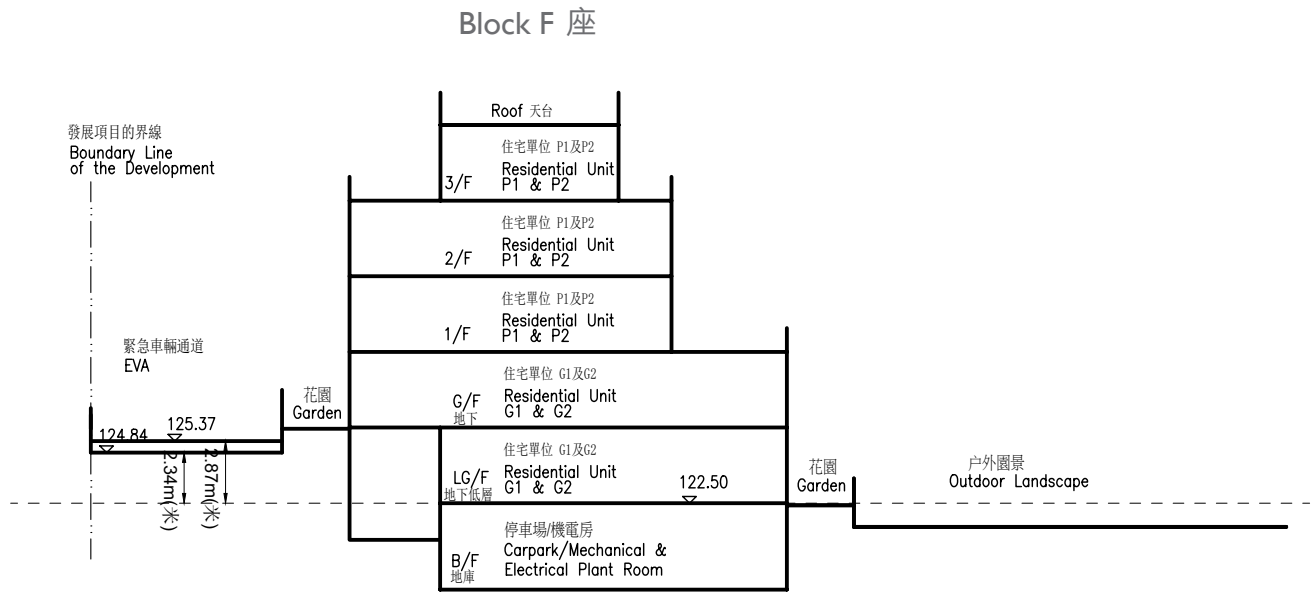 Block F 座
Roof 天台
發展項目的界線
Boundary Line
of the Development
住宅單位 P1及P2
Residential Unit
P1 & P2
3/F
住宅單位 P1及P2
Residential Unit
P1 & P2
2/F
住宅單位 P1及P2
Residential Unit
P1 & P2
1/F
緊急車輛通道
EVA
花園
Garden
住宅單位 G1及G2
Residential Unit
G1 & G2
G/F
地下
124.84
125.37
2.34m(米)
2.87m(米)
住宅單位 G1及G2
Residential Unit
G1 & G2
LG/F
地下低層
122.50
花園
Garden
户外園景
Outdoor Landscape
停車場/機電房
Carpark/Mechanical &
Electrical Plant Room
B/F
地庫